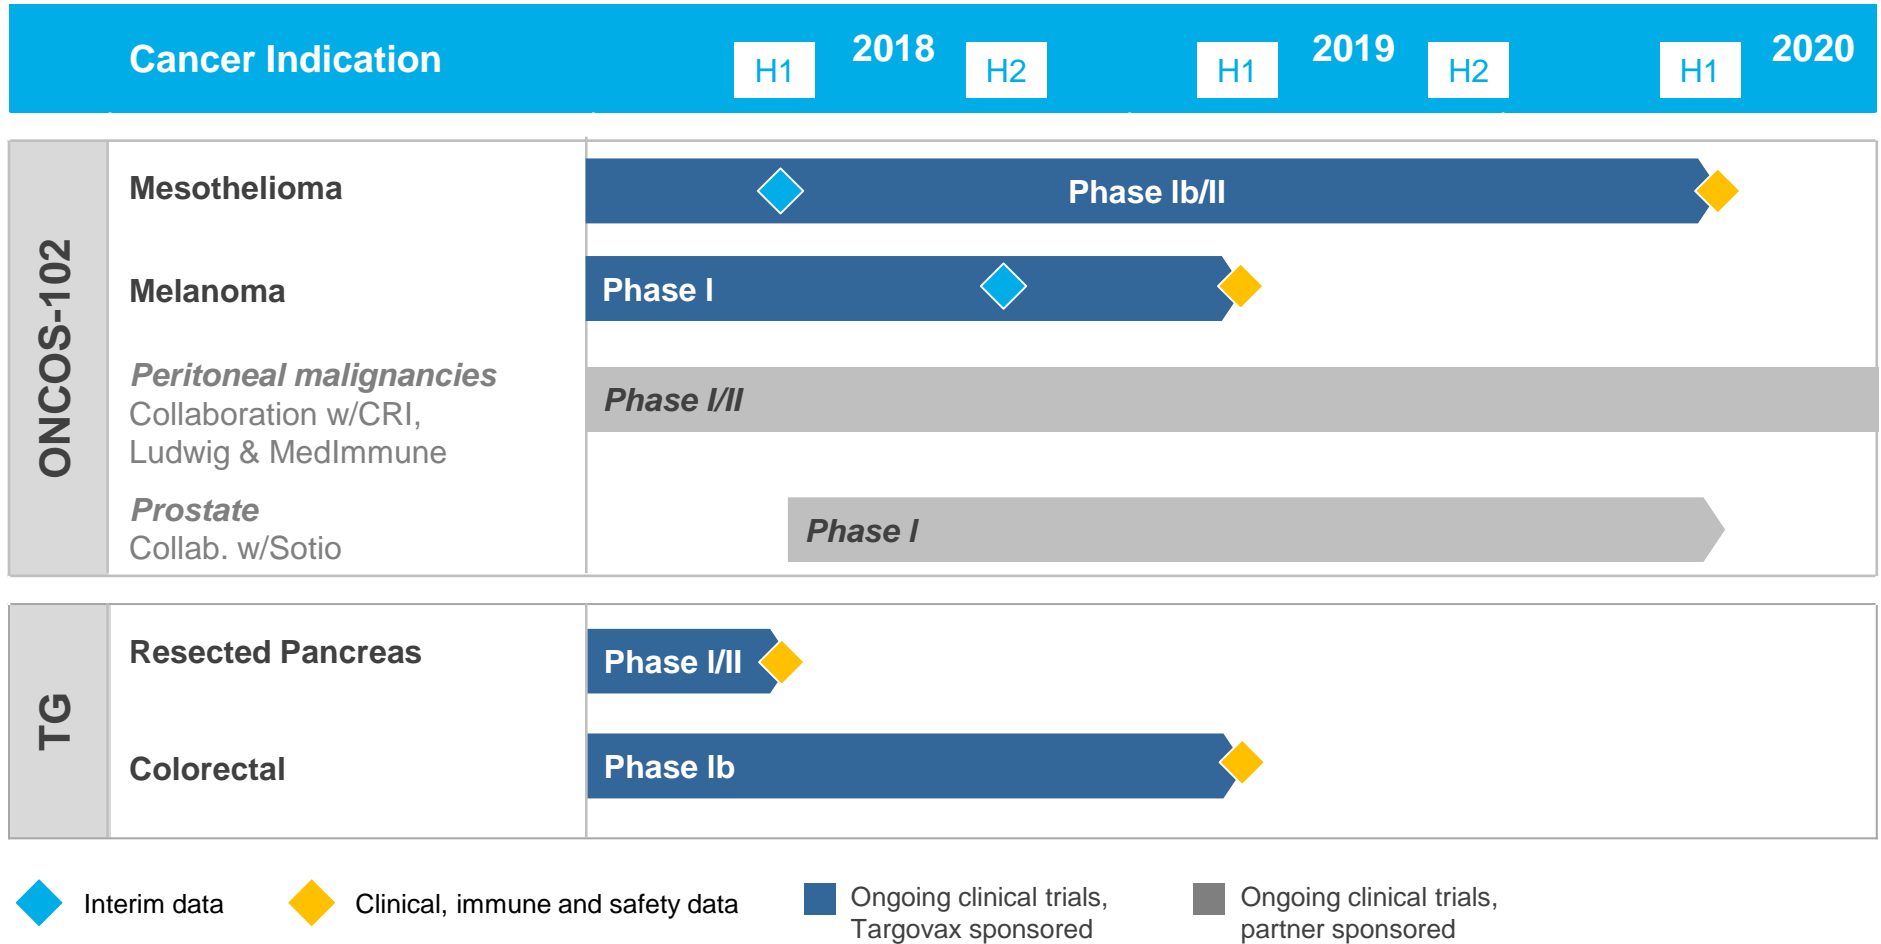 Cancer Indication
H1
2018
H2
H1
2019
H2
H1
2020
ONCOS-102
Mesothelioma
Phase Ib/II
Melanoma
Phase I
Peritoneal malignancies
Collaboration w/CRI,
Ludwig & MedImmune
Phase I/II
Prostate
Collab. w/Sotio
Phase I
TG
Resected Pancreas
Phase I/II
Colorectal
Phase Ib
Interim data
Clinical, immune and safety data
Ongoing clinical trials,
Targovax sponsored
Ongoing clinical trials,
partner sponsored